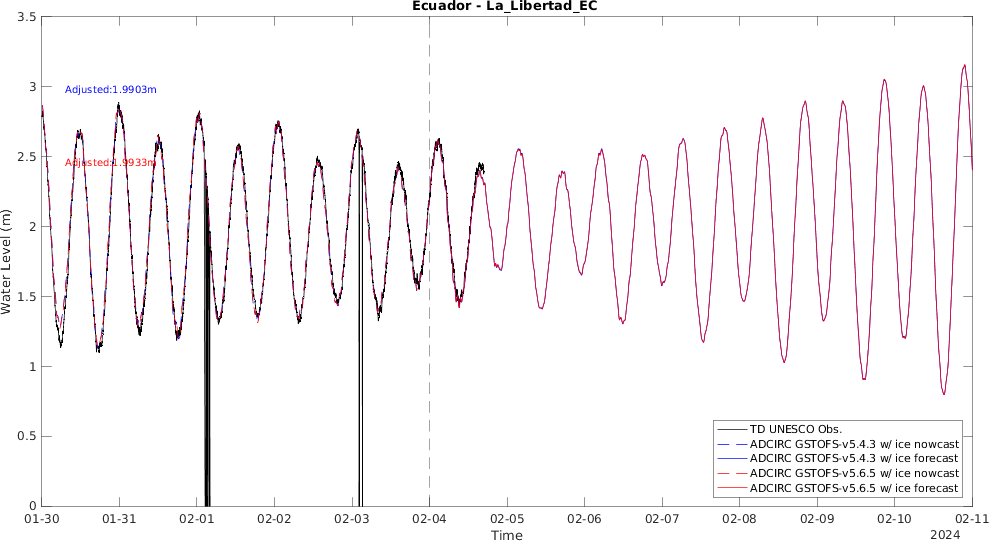 Ecuador - La_Libertad_EC
3.5
3
2.5
2
1.5
1
0.5
0
Water Level (m)
Adjusted:1.9903m
Adjusted:1.9933m
TD UNESCO Obs.
ADCIRC GSTOFS-v5.4.3 w/ ice nowcast
ADCIRC GSTOFS-v5.4.3 w/ ice forecast
ADCIRC GSTOFS-v5.6.5 w/ ice nowcast
ADCIRC GSTOFS-v5.6.5 w/ ice forecast
01-30 01-31 02-01 02-02 02-03 02-04 02-05 02-06 02-07 02-08 02-09 02-10 02-11
Time
2024